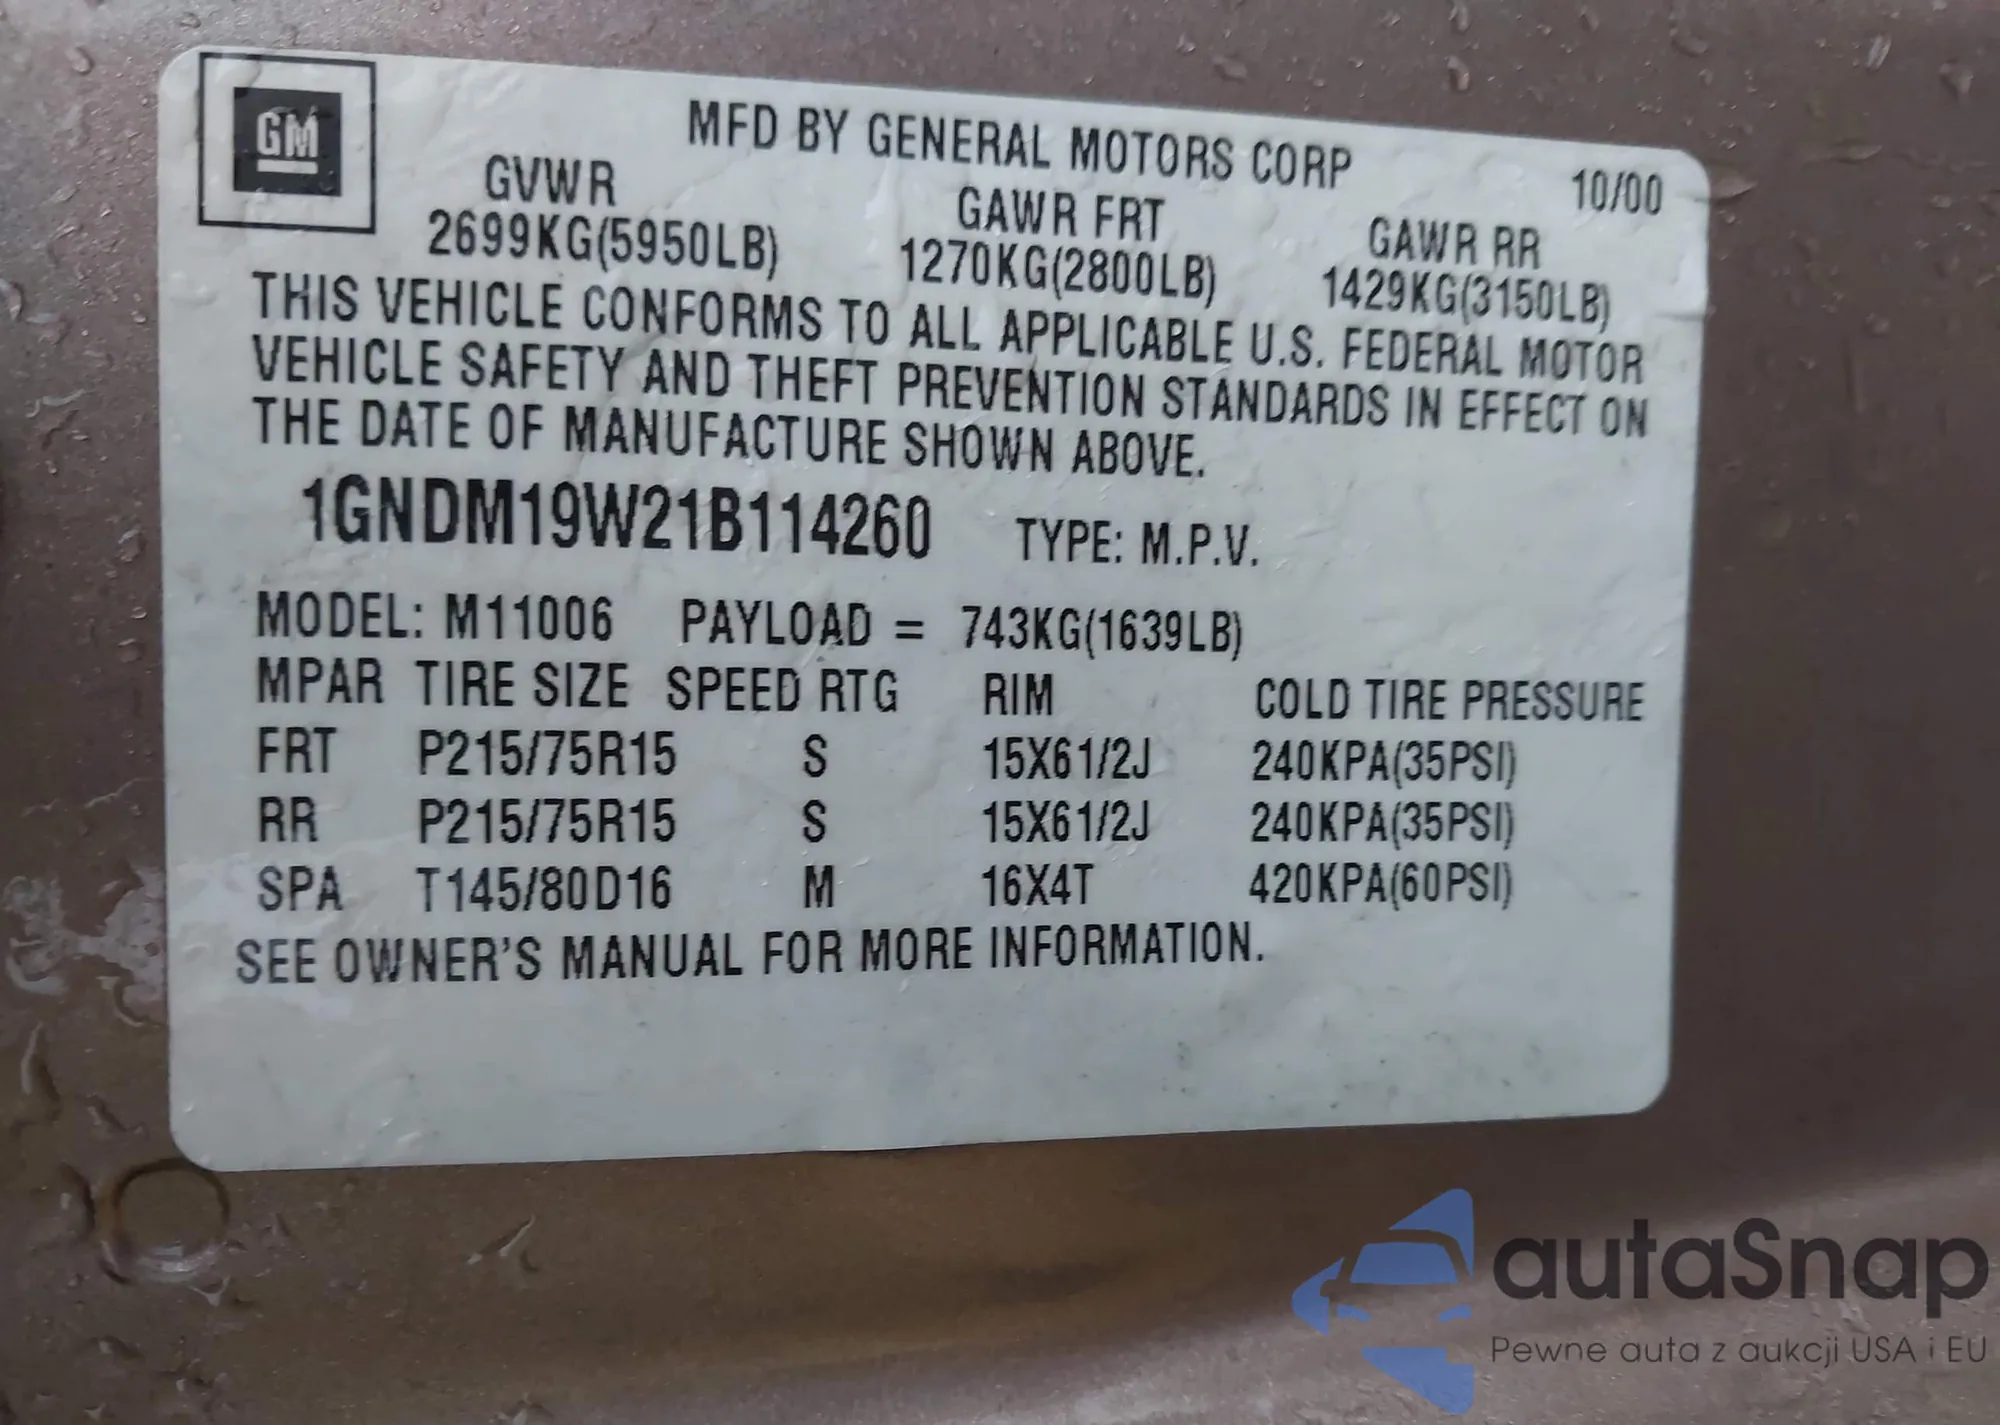 GM
MFD BY GENERAL MOTORS CORP
10/00
GVWR GAWR FRT GAWR RR
2699KG(5950LB) 1270KG(2800LB) 1429KG(3150LB)
THIS VEHICLE CONFORMS TO ALL APPLICABLE U.S. FEDERAL MOTOR
VEHICLE SAFETY AND THEFT PREVENTION STANDARDS IN EFFECT ON
THE DATE OF MANUFACTURE SHOWN ABOVE.
1GNDM19W21B114260 TYPE: M.P.V.
MODEL: M11006 PAYLOAD = 743KG(1639LB)
MPAR TIRE SIZE SPEED RTG RIM COLD TIRE PRESSURE
FRT P215/75R15 S 15X61/2J 240KPA(35PSI)
RR P215/75R15 S 15X61/2J 240KPA(35PSI)
SPA T145/80D16 M 16X4T 420KPA(60PSI)
SEE OWNER'S MANUAL FOR MORE INFORMATION.
autaSnap
Pewne auta z aukcji USA i EU